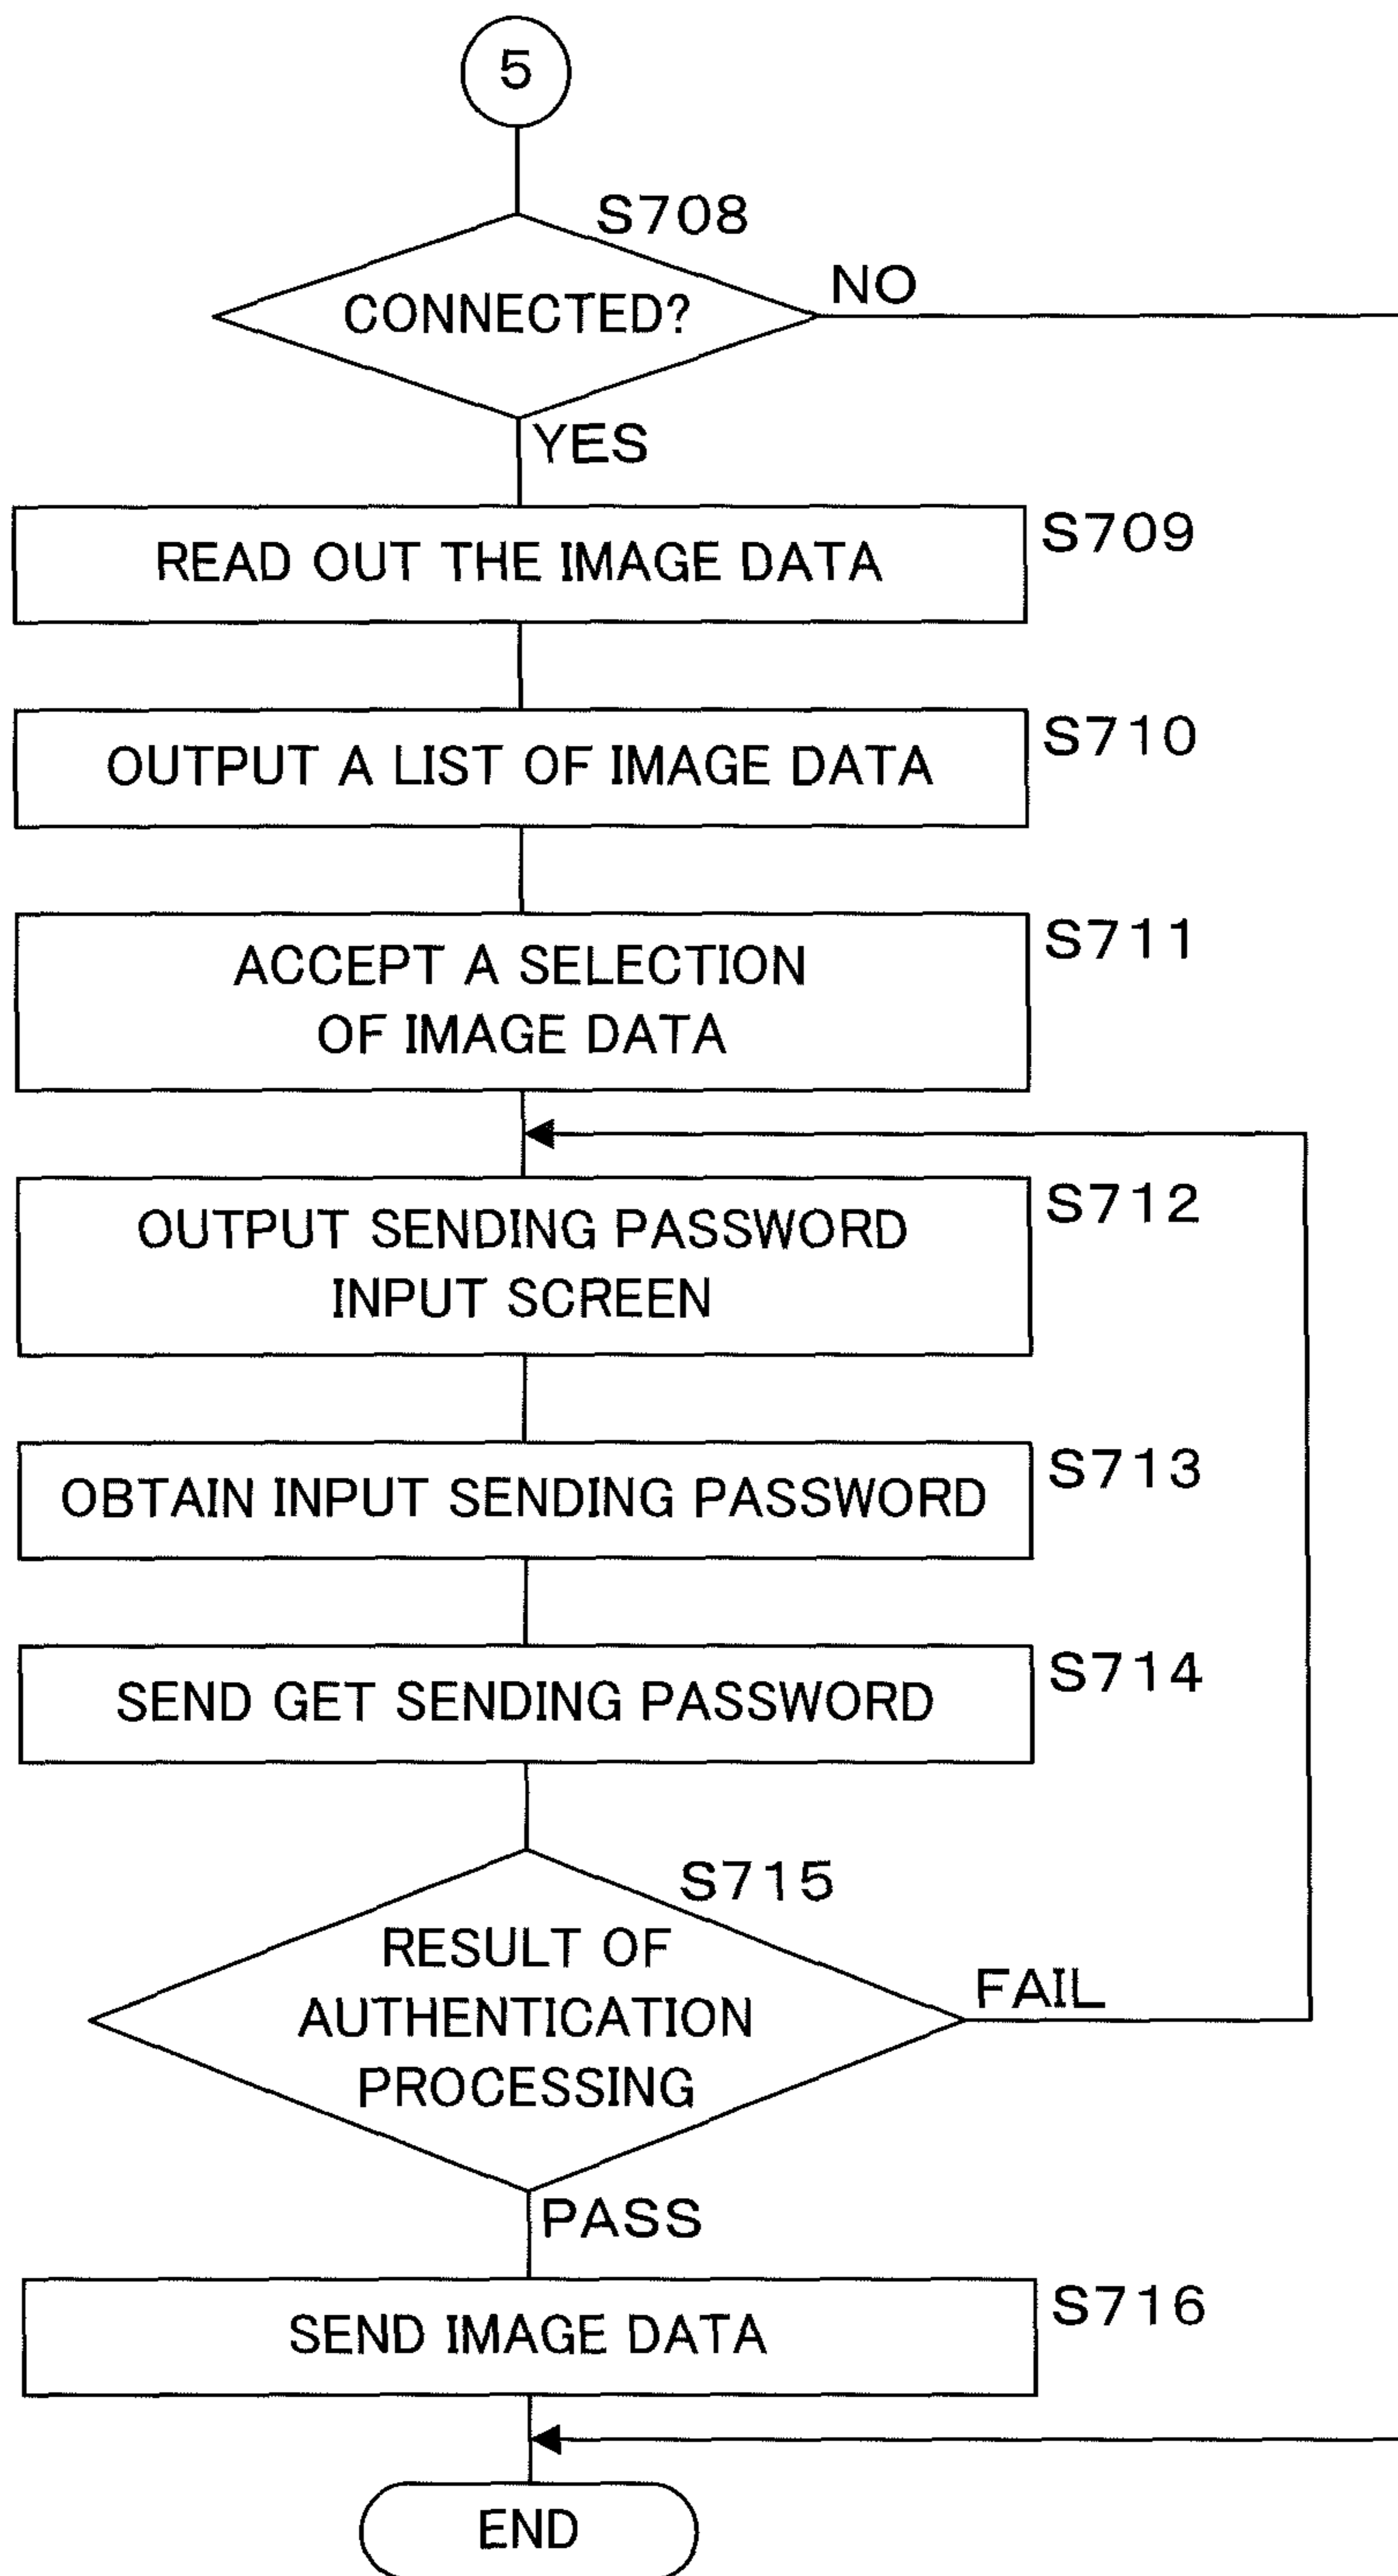 5
S708
CONNECTED?
NO
YES
READ OUT THE IMAGE DATA
S709
OUTPUT A LIST OF IMAGE DATA
S710
ACCEPT A SELECTION
OF IMAGE DATA
S711
OUTPUT SENDING PASSWORD
INPUT SCREEN
S712
OBTAIN INPUT SENDING PASSWORD
S713
SEND GET SENDING PASSWORD
S714
S715
RESULT OF
AUTHENTICATION
PROCESSING
FAIL
PASS
SEND IMAGE DATA
S716
END